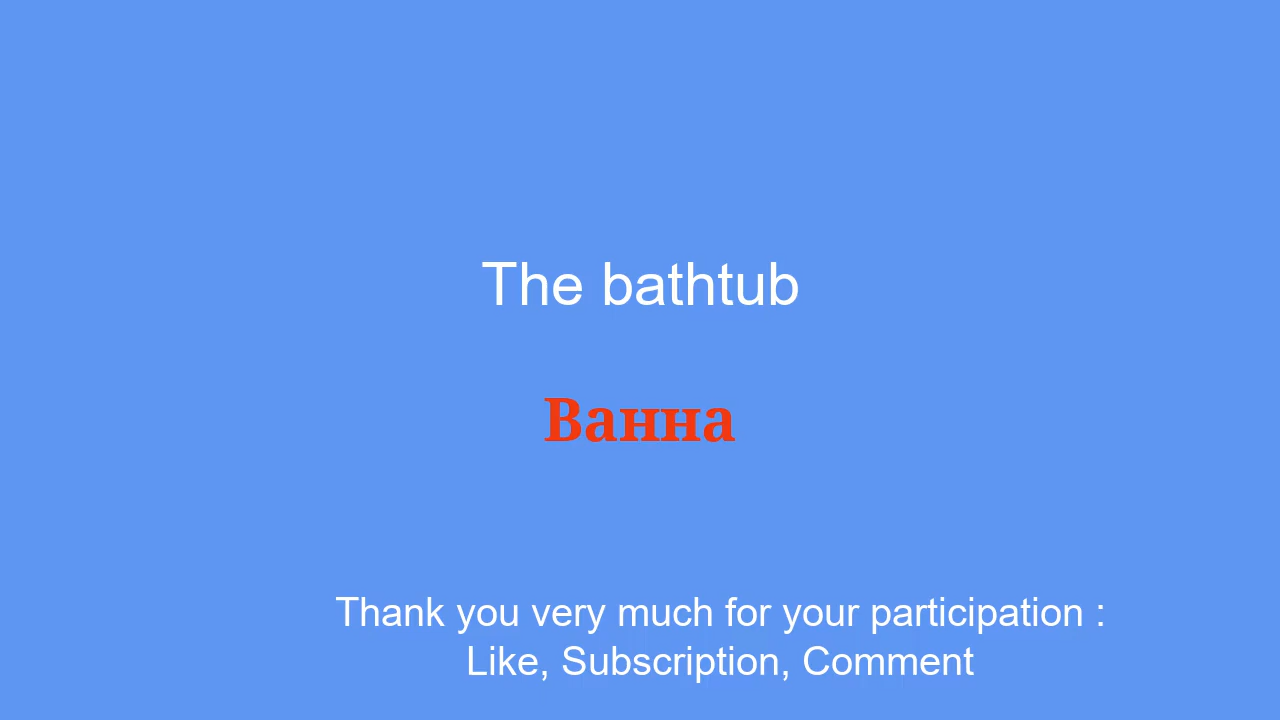 The bathtub
Ванна
Thank you very much for your participation :
Like, Subscription, Comment